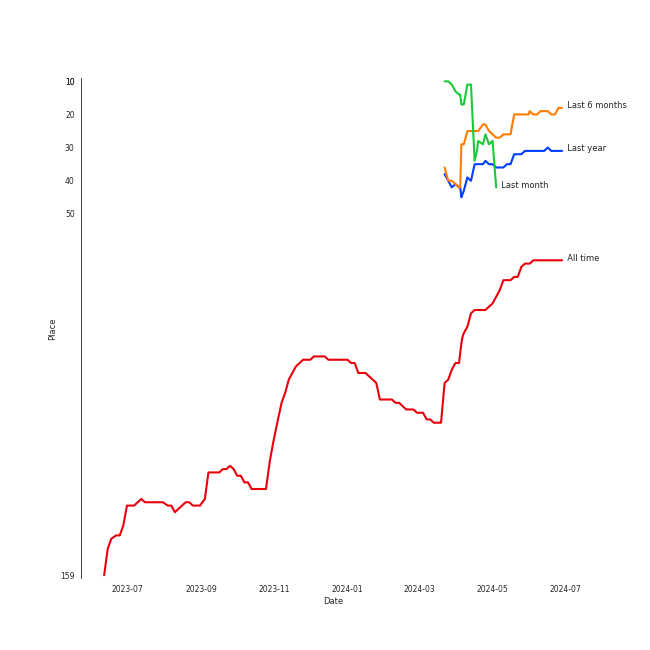 10
20
30
40
50
159
Place
Last 6 months
Last year
Last month
All time
2023-07
2023-09
2023-11
2024-01
2024-03
2024-05
2024-07
Date